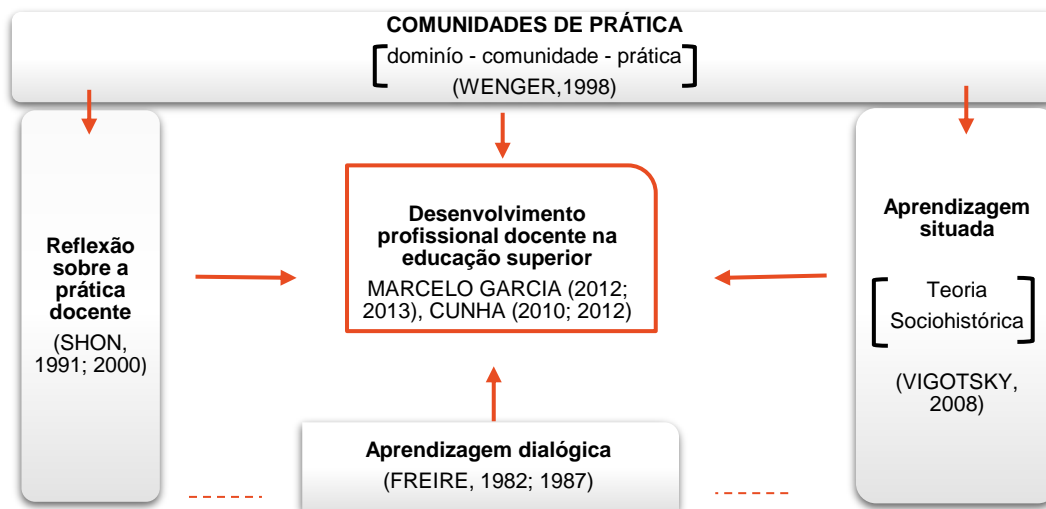 COMUNIDADES DE PRÁTICA
dominío - comunidade - prática
(WENGER,1998)
Reflexão
sobre a
prática
docente
(SHON,
1991; 2000)
Desenvolvimento
profissional docente na
educação superior
MARCELO GARCIA (2012;
2013), CUNHA (2010; 2012)
Aprendizagem
situada
Teoria
Sociohistórica
(VIGOTSKY,
2008)
Aprendizagem dialógica
(FREIRE, 1982; 1987)